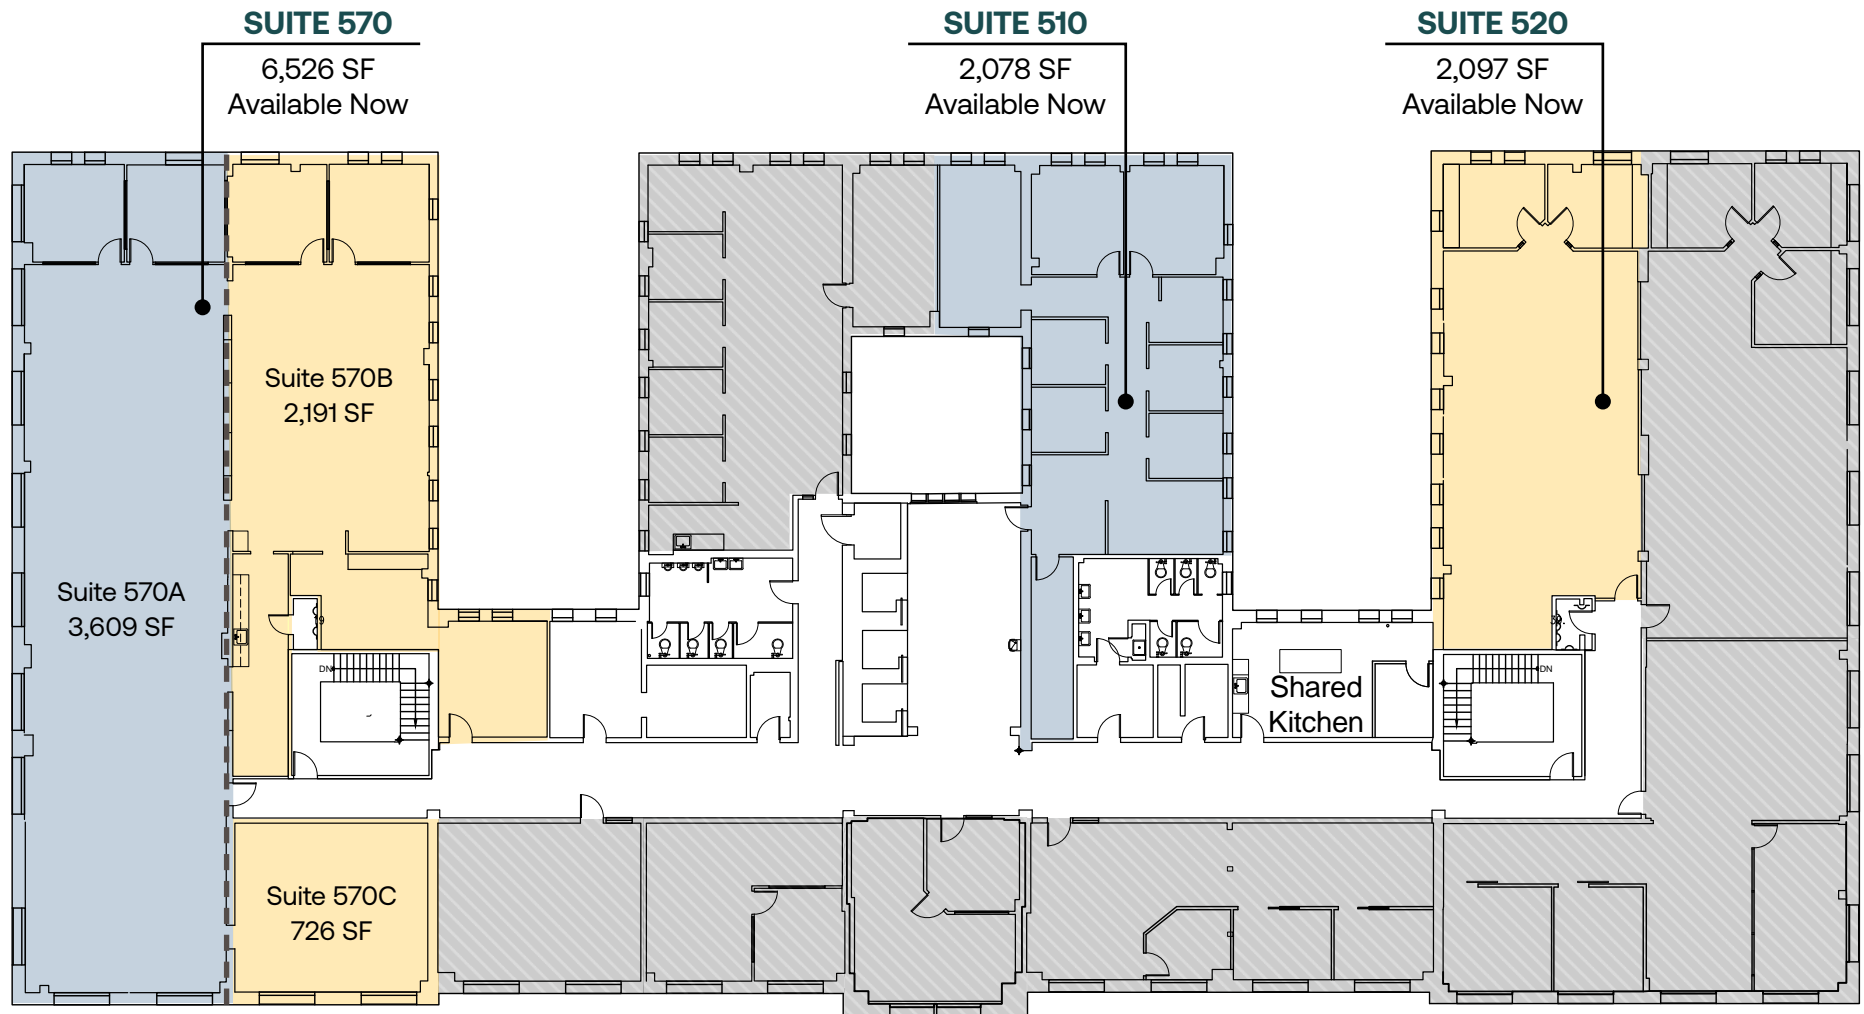 SUITE 570
6,526 SF
Available Now
SUITE 510
2,078 SF
Available Now
SUITE 520
2,097 SF
Available Now
Suite 570B
2,191 SF
Suite 570A
3,609 SF
DN
DN
Shared
Kitchen
Suite 570C
726 SF